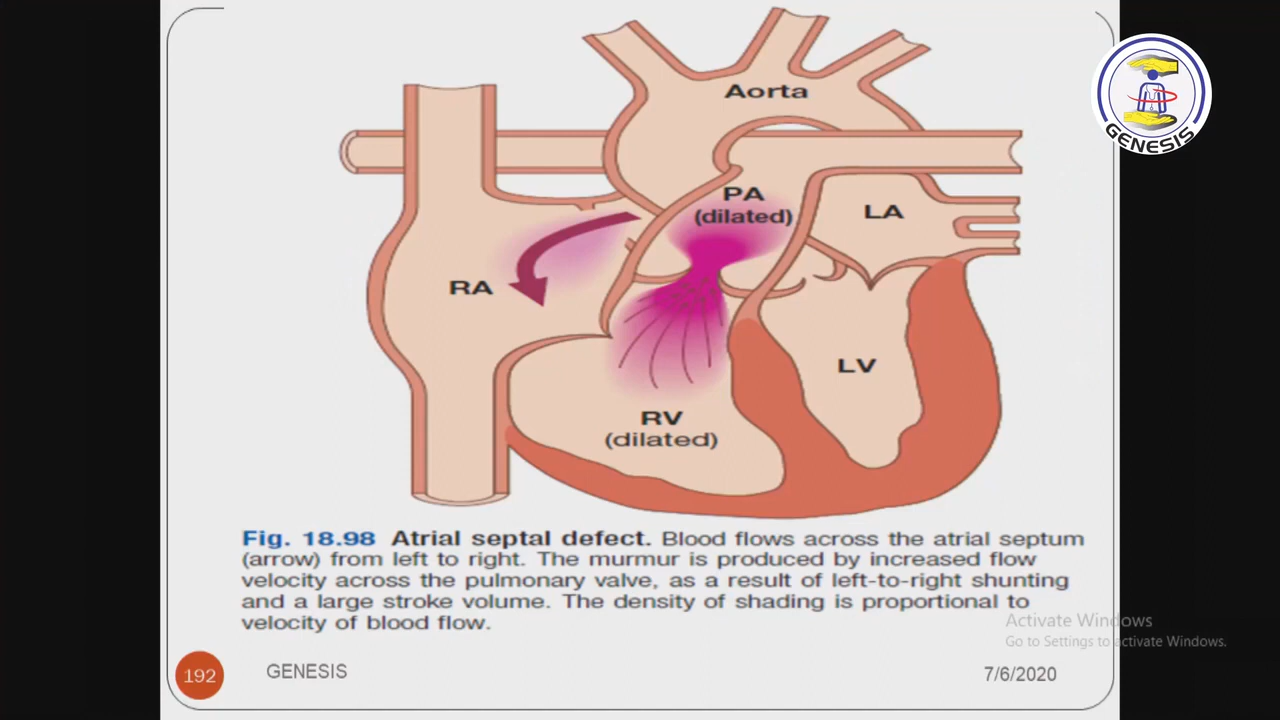 GENESIS
Aorta
PA
(dilated)
LA
RA
LV
RV
(dilated)
Fig. 18.98 Atrial septal defect. Blood flows across the atrial septum
(arrow) from left to right. The murmur is produced by increased flow
velocity across the pulmonary valve, as a result of left-to-right shunting
and a large stroke volume. The density of shading is proportional to
velocity of blood flow.
Activate Windows
Go to Settings to activate Windows.
192
GENESIS
7/6/2020